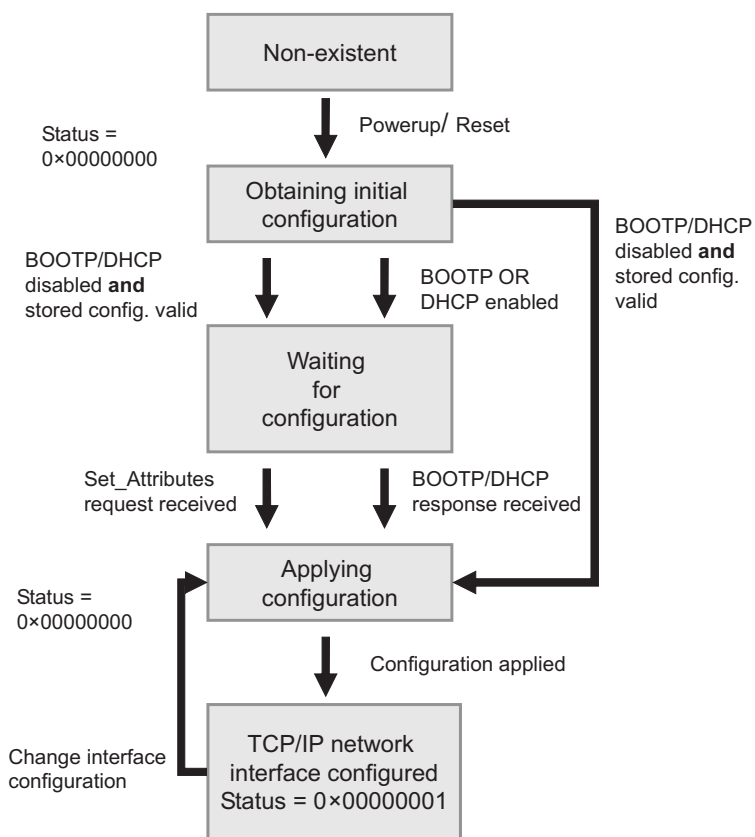 Non-existent
Powerup/ Reset
Status =
0×00000000
Obtaining initial
configuration
BOOTP/DHCP
disabled and
stored config. valid
BOOTP OR
DHCP enabled
BOOTP/DHCP
disabled and
stored config.
valid
Waiting
for
configuration
Set_Attributes
request received
BOOTP/DHCP
response received
Applying
configuration
Status =
0×00000000
Configuration applied
Change interface
configuration
TCP/IP network
interface configured
Status = 0×00000001